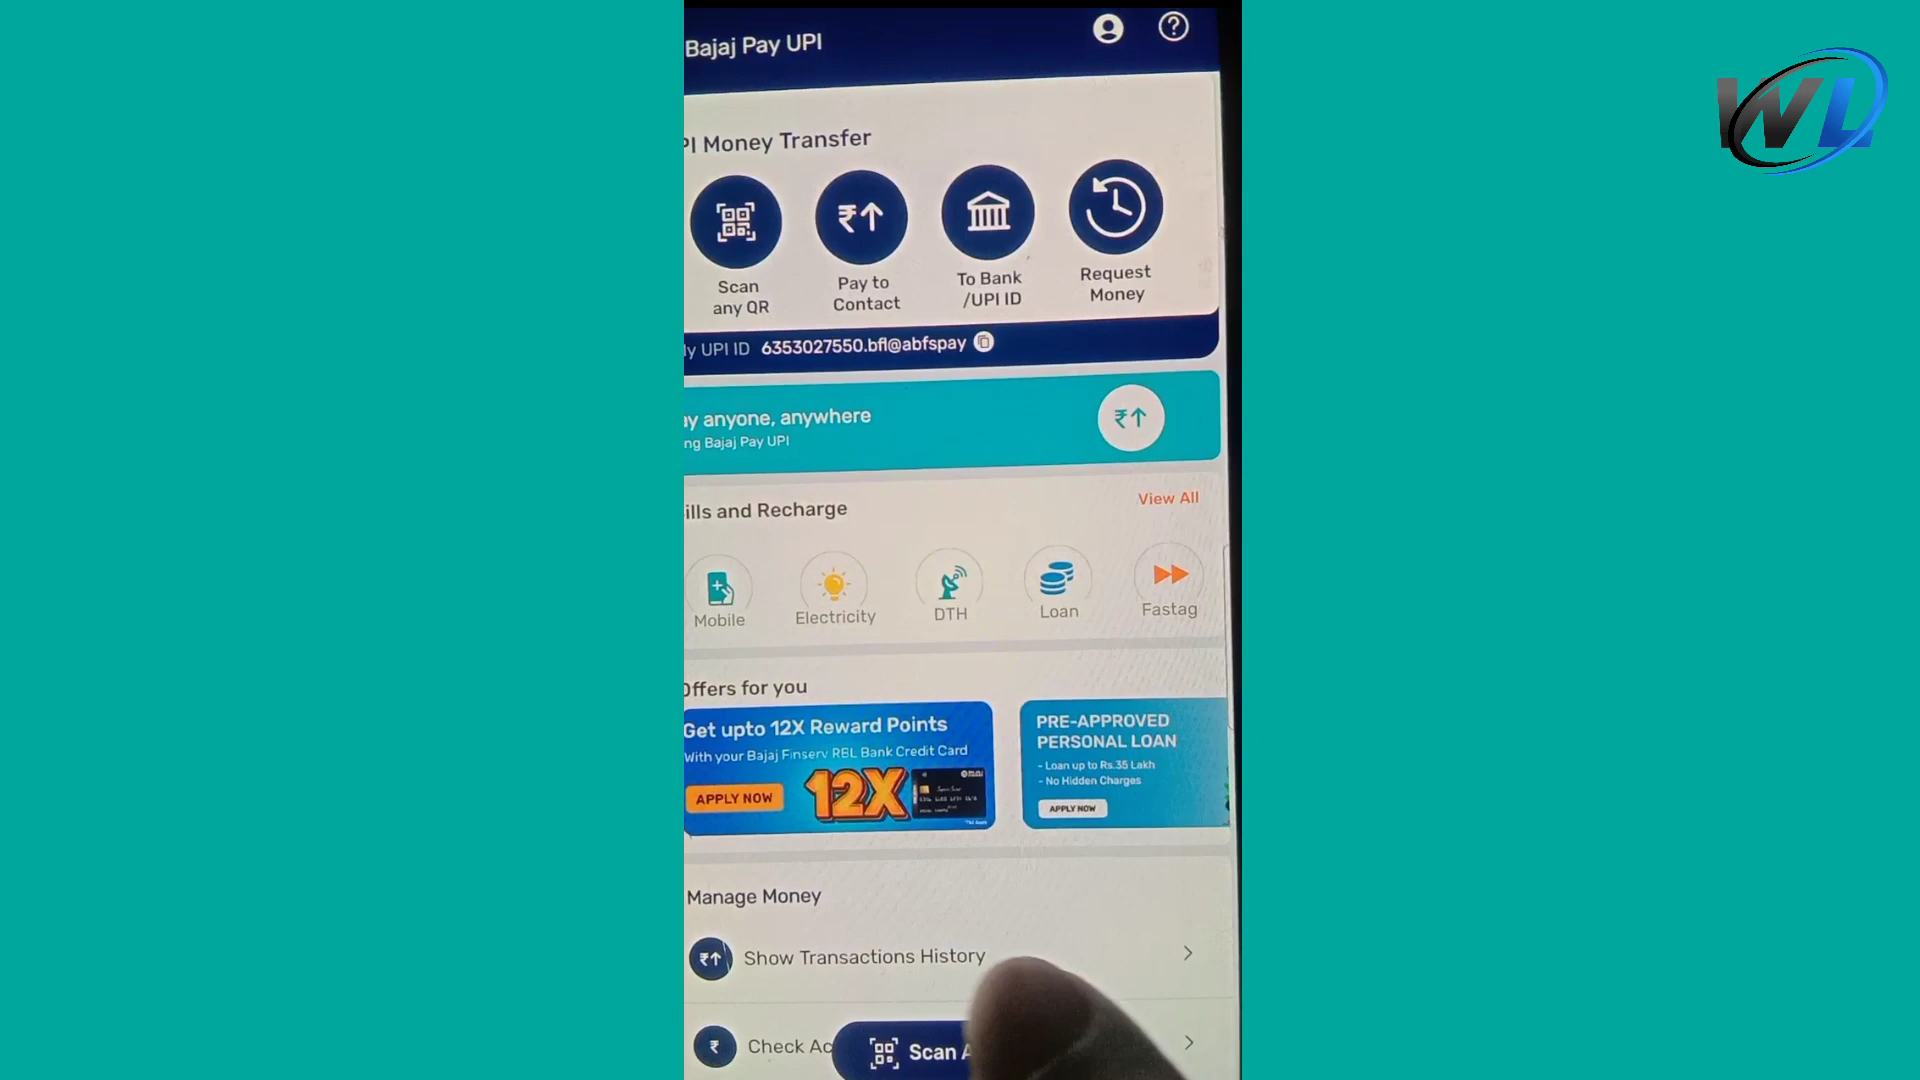 Bajaj Pay UPI
PI Money Transfer
Scan any QR
Pay to Contact
To Bank /UPI ID
Request Money
ly UPI ID 6353027550.bfl@abfspay
ay anyone, anywhere
ng Bajaj Pay UPI
ills and Recharge
View All
Mobile
Electricity
DTH
Loan
Fastag
Offers for you
Get upto 12X Reward Points
With your Bajaj Finserv RBL Bank Credit Card
APPLY NOW
12X
PRE-APPROVED
PERSONAL LOAN
- Loan up to Rs.35 Lakh
- No Hidden Charges
APPLY NOW
Manage Money
Show Transactions History
Check Ac
Scan A
WL